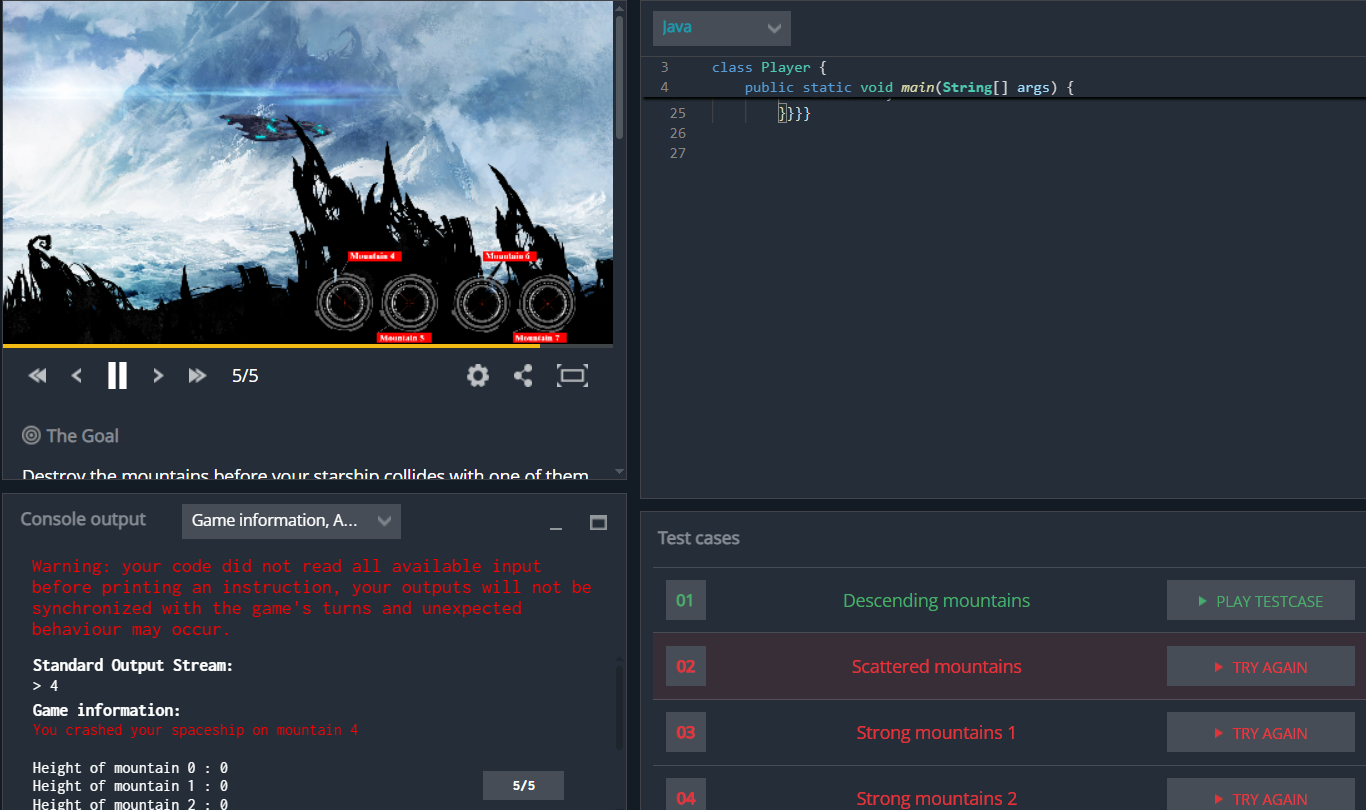 Mountain 4
Mountain 6
Mountain 5
Mountain 7
5/5
The Goal
Destroy the mountains before your starship collides with one of them.
Console output
Game information, A...
Warning: your code did not read all available input
before printing an instruction, your outputs will not be
synchronized with the game's turns and unexpected
behaviour may occur.
Standard Output Stream:
> 4
Game information:
You crashed your spaceship on mountain 4
Height of mountain 0 : 0
Height of mountain 1 : 0
Height of mountain 2 : 0
5/5
Java
3 class Player {
4 public static void main(String[] args) {
25 }}}}
26
27
Test cases
01 Descending mountains PLAY TESTCASE
02 Scattered mountains TRY AGAIN
03 Strong mountains 1 TRY AGAIN
04 Strong mountains 2 TRY AGAIN